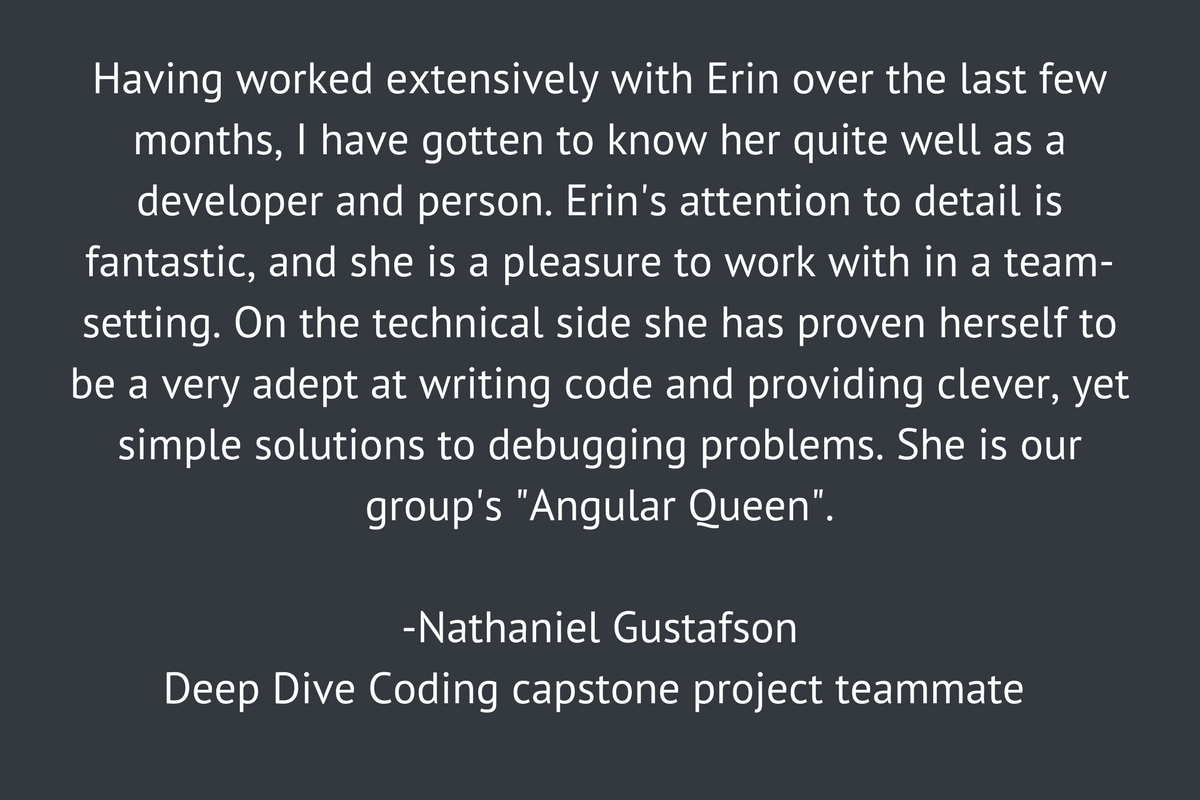 Having worked extensively with Erin over the last few
months, I have gotten to know her quite well as a
developer and person. Erin's attention to detail is
fantastic, and she is a pleasure to work with in a team-
setting. On the technical side she has proven herself to
be a very adept at writing code and providing clever, yet
simple solutions to debugging problems. She is our
group's "Angular Queen".
-Nathaniel Gustafson
Deep Dive Coding capstone project teammate